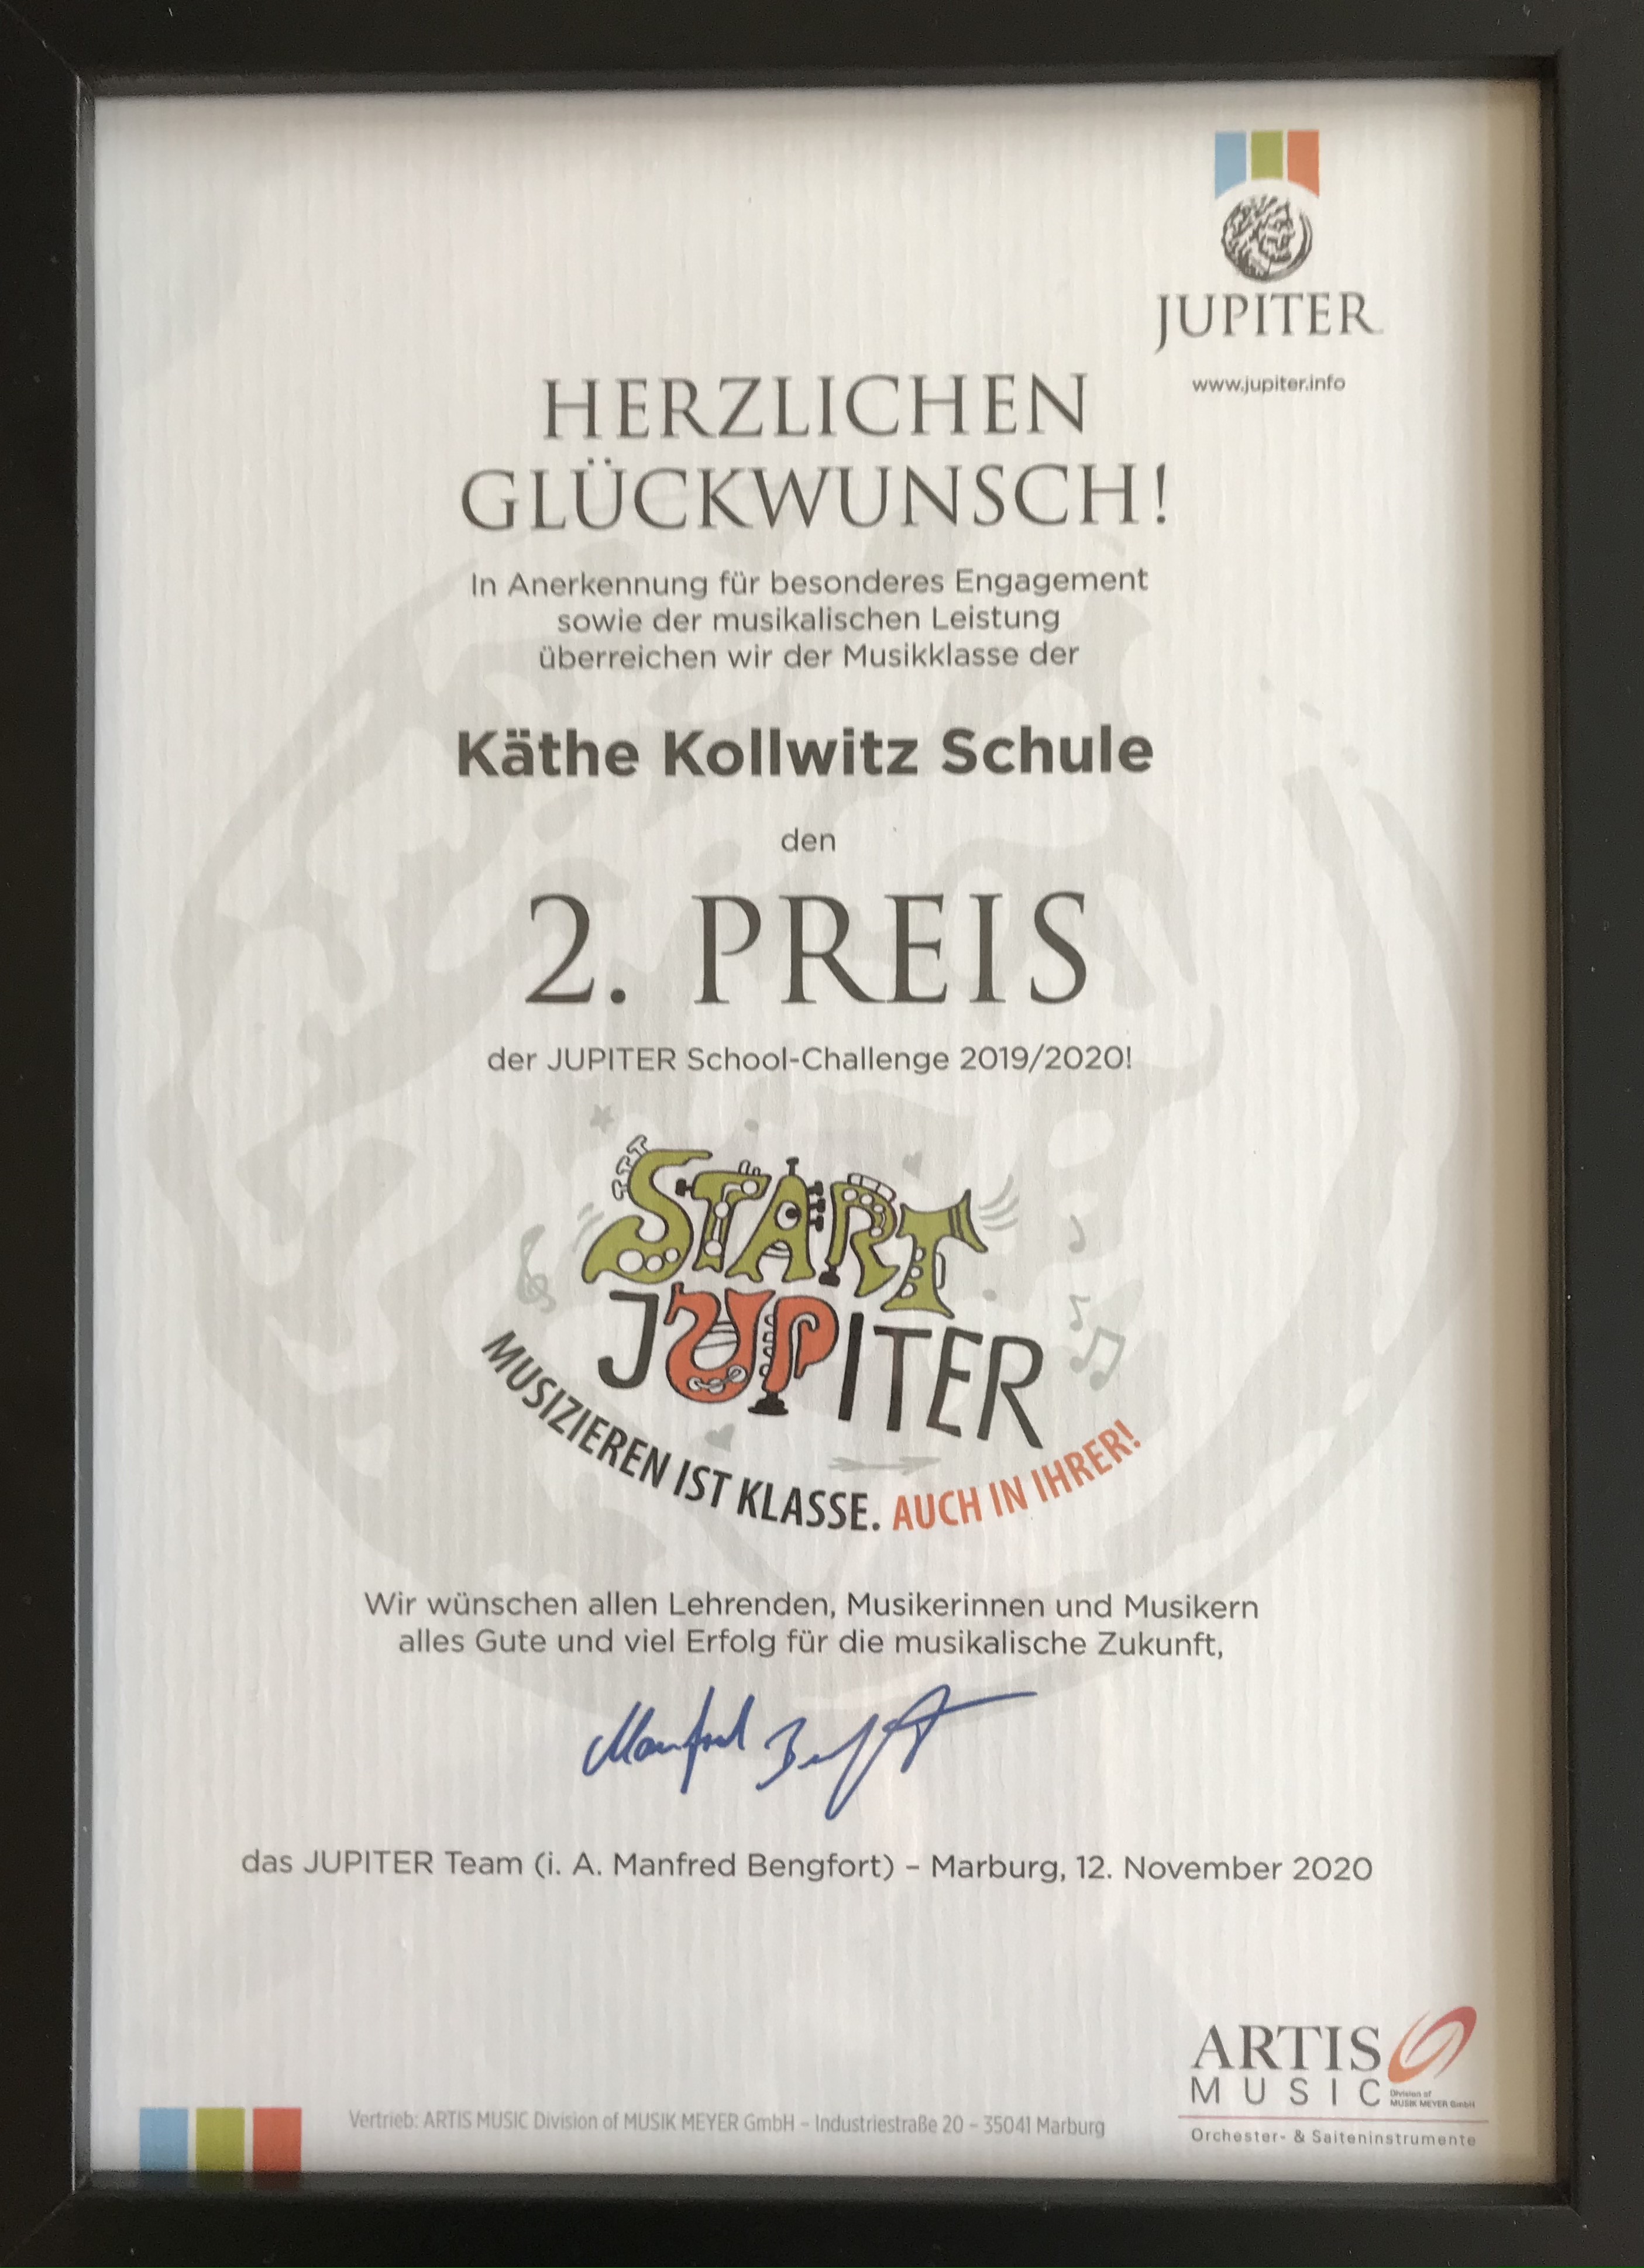 JUPITER
www.jupiter.info
HERZLICHEN
GLÜCKWUNSCH!
In Anerkennung für besonderes Engagement
sowie der musikalischen Leistung
überreichen wir der Musikklasse der
Käthe Kollwitz Schule
den
2. PREIS
der JUPITER School-Challenge 2019/2020!
START
JUPITER
MUSIZIEREN IST KLASSE. AUCH IN IHRER!
Wir wünschen allen Lehrenden, Musikerinnen und Musikern
alles Gute und viel Erfolg für die musikalische Zukunft,
Manfred Bengfort
das JUPITER Team (i. A. Manfred Bengfort) – Marburg, 12. November 2020
ARTIS
MUSIC
Division of
MUSIK MEYER GmbH
Orchester- & Saiteninstrumente
Vertrieb: ARTIS MUSIC Division of MUSIK MEYER GmbH – Industriestraße 20 – 35041 Marburg